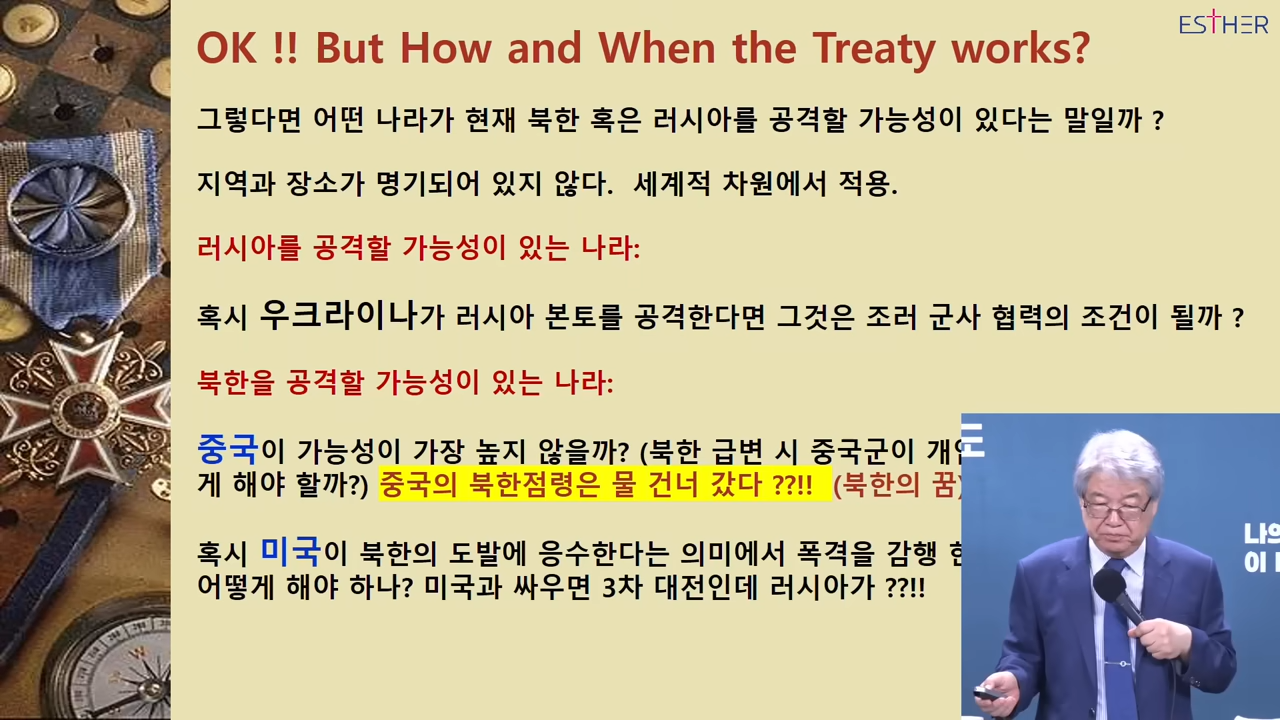 ESTHER
OK !! But How and When the Treaty works?
그렇다면 어떤 나라가 현재 북한 혹은 러시아를 공격할 가능성이 있다는 말일까 ?
지역과 장소가 명기되어 있지 않다. 세계적 차원에서 적용.
러시아를 공격할 가능성이 있는 나라:
혹시 우크라이나가 러시아 본토를 공격한다면 그것은 조러 군사 협력의 조건이 될까 ?
북한을 공격할 가능성이 있는 나라:
중국이 가능성이 가장 높지 않을까? (북한 급변 시 중국군이
게 해야 할까?) 중국의 북한점령은 물 건너 갔다 ??!! (북한의 꿈)
혹시 미국이 북한의 도발에 응수한다는 의미에서 폭격을 감행
어떻게 해야 하나? 미국과 싸우면 3차 대전인데 러시아가 ??!!
나의
이